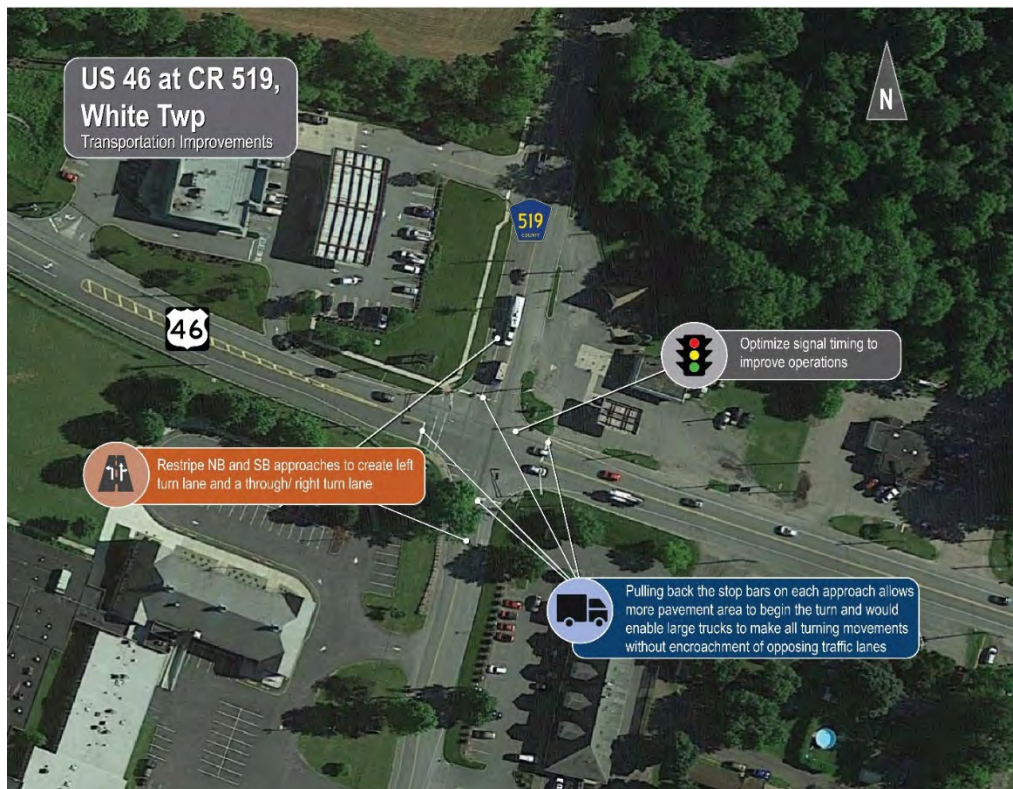 US 46 at CR 519,
White Twp
Transportation Improvements
N
519
COUNTY
46
Optimize signal timing to
improve operations
Restripe NB and SB approaches to create left
turn lane and a through/ right turn lane
Pulling back the stop bars on each approach allows
more pavement area to begin the turn and would
enable large trucks to make all turning movements
without encroachment of opposing traffic lanes